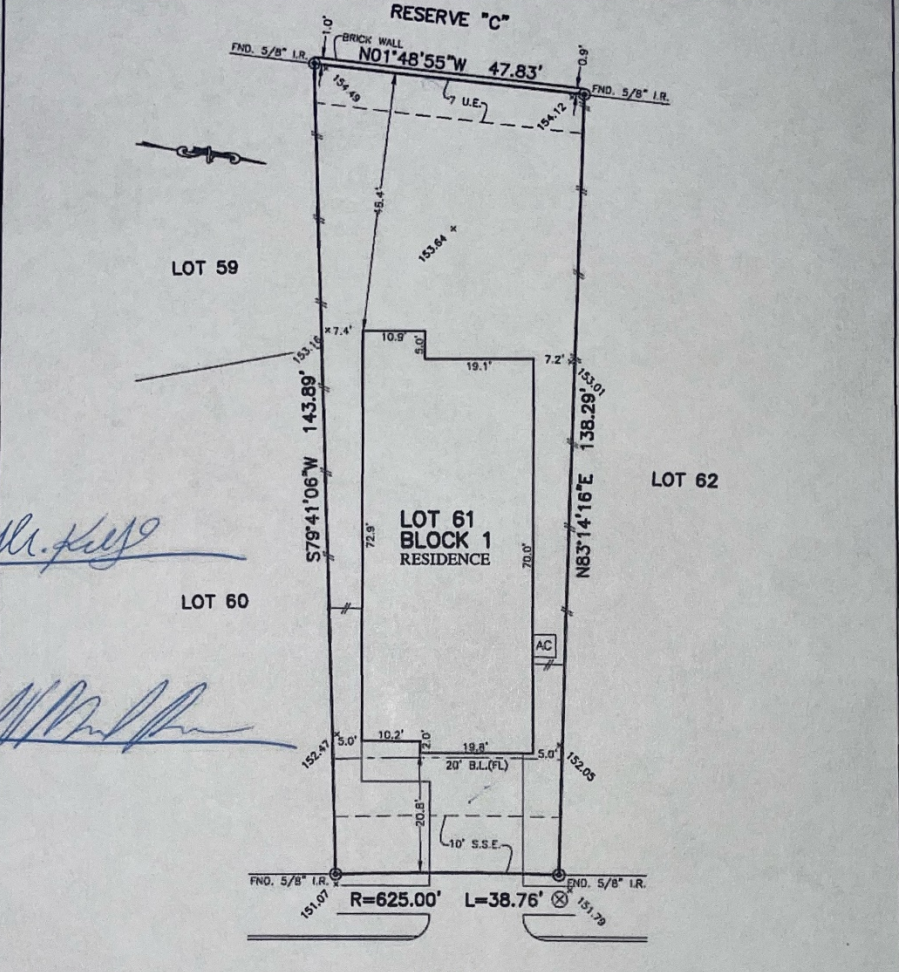 RESERVE "C"
1.0'
BRICK WALL
0.9'
FND. 5/8" I.R.
N01°48'55"W 47.83'
FND. 5/8" I.R.
154.49
7' U.E.
154.12
46.4'
153.64
LOT 59
7.4'
10.9'
5.0'
153.16
19.1'
7.2'
153.01
S79°41'06"W 143.89'
N83°14'16"E 138.29'
LOT 62
72.9'
LOT 61
BLOCK 1
RESIDENCE
70.0'
LOT 60
AC
152.47
5.0'
10.2'
2.0'
19.8'
5.0'
152.05
20' B.L.(FL)
20.8'
10' S.S.E.
FND. 5/8" I.R.
FND. 5/8" I.R.
151.07
R=625.00' L=38.76'
151.79